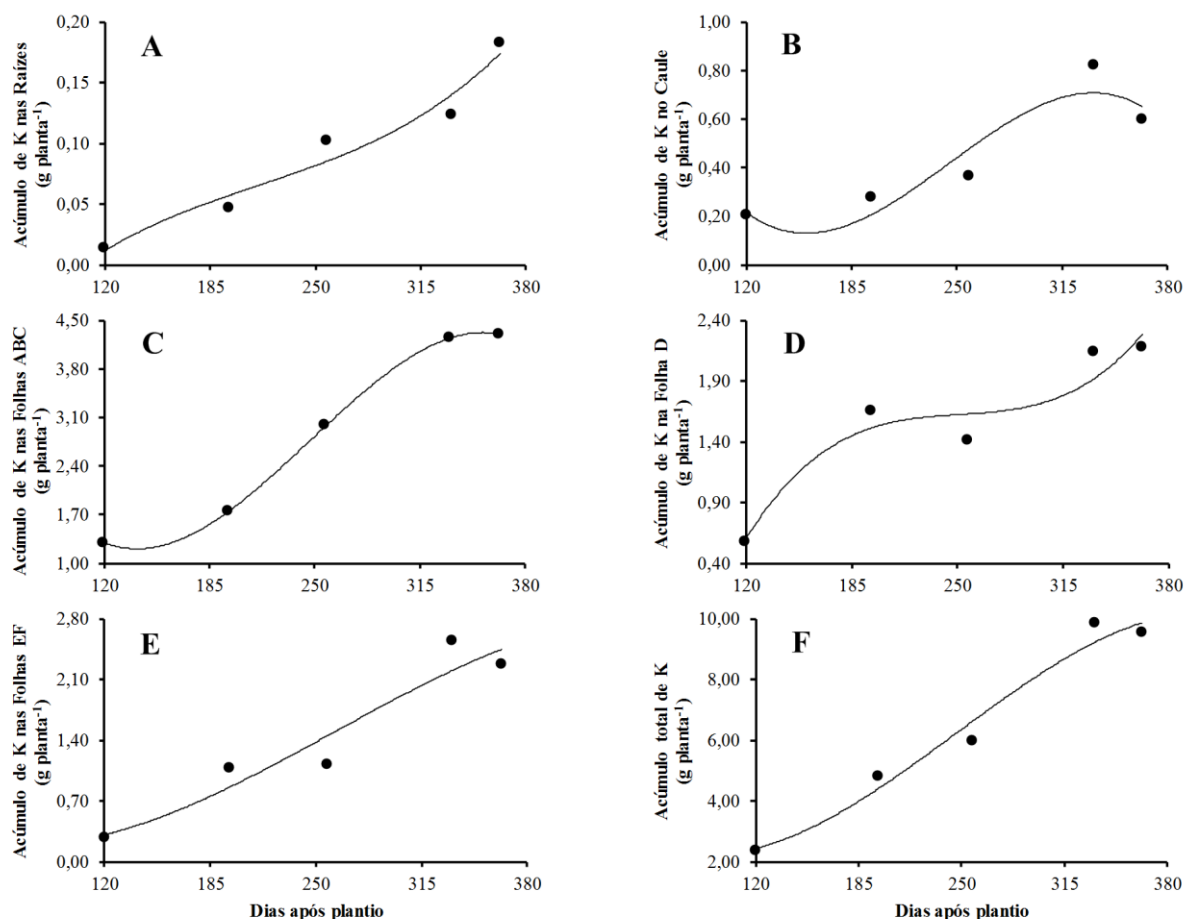 A
Acúmulo de K nas Raízes
(g planta⁻¹)
0,20
0,15
0,10
0,05
0,00
120 185 250 315 380
B
Acúmulo de K no Caule
(g planta⁻¹)
1,00
0,80
0,60
0,40
0,20
0,00
120 185 250 315 380
C
Acúmulo de K nas Folhas ABC
(g planta⁻¹)
4,50
3,80
3,10
2,40
1,70
1,00
120 185 250 315 380
D
Acúmulo de K na Folha D
(g planta⁻¹)
2,40
1,90
1,40
0,90
0,40
120 185 250 315 380
E
Acúmulo de K nas Folhas EF
(g planta⁻¹)
2,80
2,10
1,40
0,70
0,00
120 185 250 315 380
Dias após plantio
F
Acúmulo total de K
(g planta⁻¹)
10,00
8,00
6,00
4,00
2,00
120 185 250 315 380
Dias após plantio